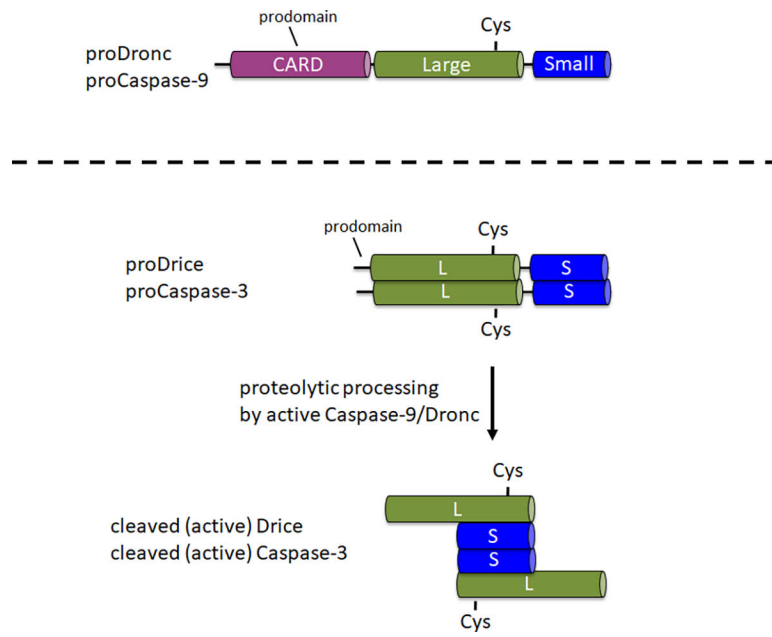 Cys
prodomain
proDronc
proCaspase-9
CARD
Large
Small
Cys
prodomain
proDrice
proCaspase-3
L
S
L
S
Cys
proteolytic processing
by active Caspase-9/Dronc
Cys
L
cleaved (active) Drice
cleaved (active) Caspase-3
S
S
L
Cys